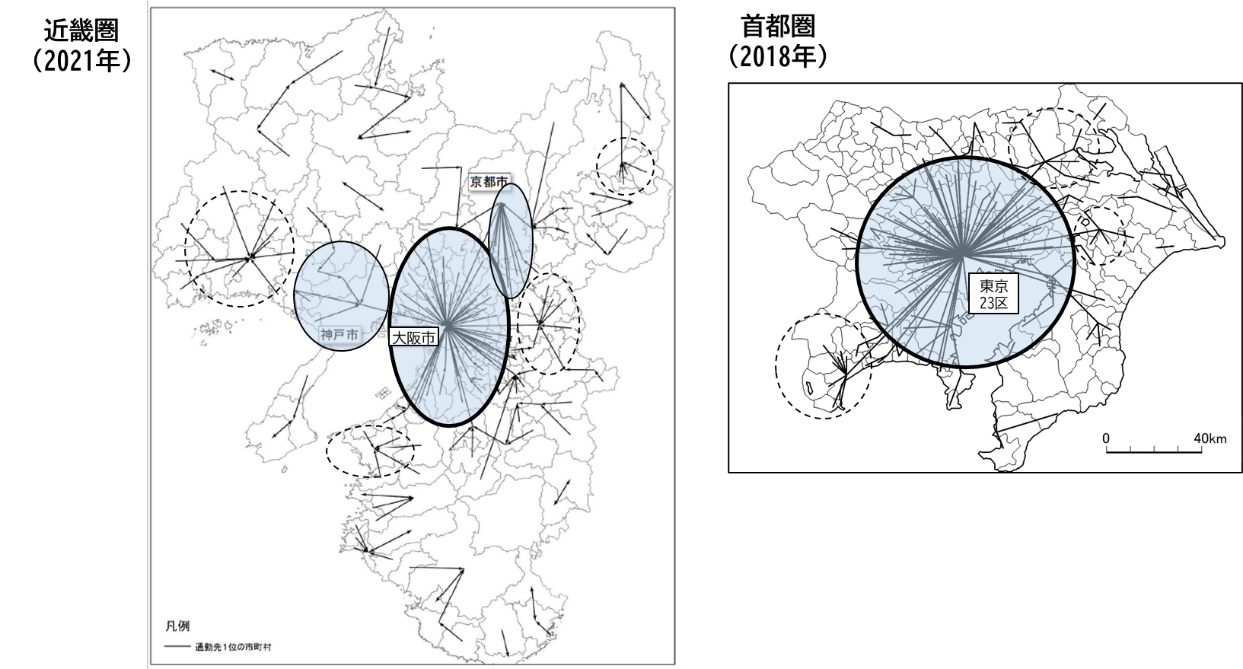 近畿圏
（2021年）
首都圏
（2018年）
京都市
神戸市
大阪市
東京
23区
0 40km
凡例
通勤先1位の市町村